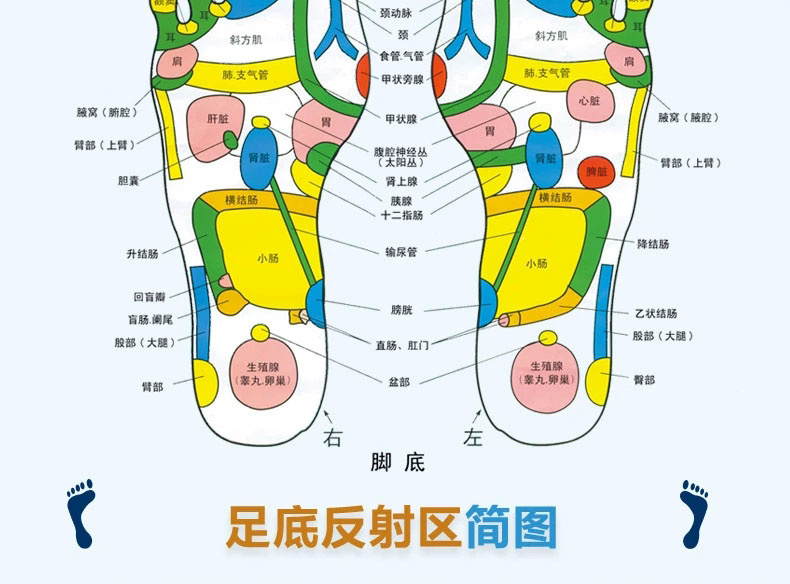 额窦
耳
耳
颈动脉
颈
耳
耳
斜方肌
食管.气管
斜方肌
肩
肺.支气管
甲状旁腺
肺.支气管
肩
腋窝（腑腔）
肝脏
胃
甲状腺
胃
心脏
腋窝（腋腔）
臂部（上臂）
肾脏
腹腔神经丛
（太阳丛）
肾脏
臂部（上臂）
胆囊
肾上腺
脾脏
横结肠
胰腺
横结肠
十二指肠
升结肠
小肠
输尿管
小肠
降结肠
回盲瓣
膀胱
乙状结肠
盲肠.阑尾
股部（大腿）
直肠、肛门
股部（大腿）
臂部
生殖腺
（睾丸.卵巢）
盆部
生殖腺
（睾丸.卵巢）
臀部
右
左
脚 底
足底反射区简图